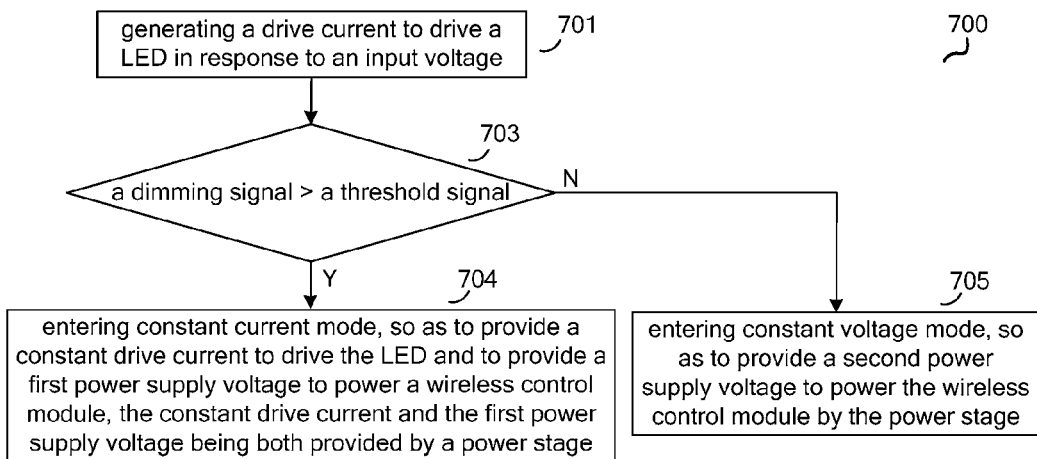 generating a drive current to drive a
LED in response to an input voltage
701
700
703
a dimming signal > a threshold signal
N
Y
704
entering constant current mode, so as to provide a
constant drive current to drive the LED and to provide a
first power supply voltage to power a wireless control
module, the constant drive current and the first power
supply voltage being both provided by a power stage
705
entering constant voltage mode, so
as to provide a second power
supply voltage to power the wireless
control module by the power stage